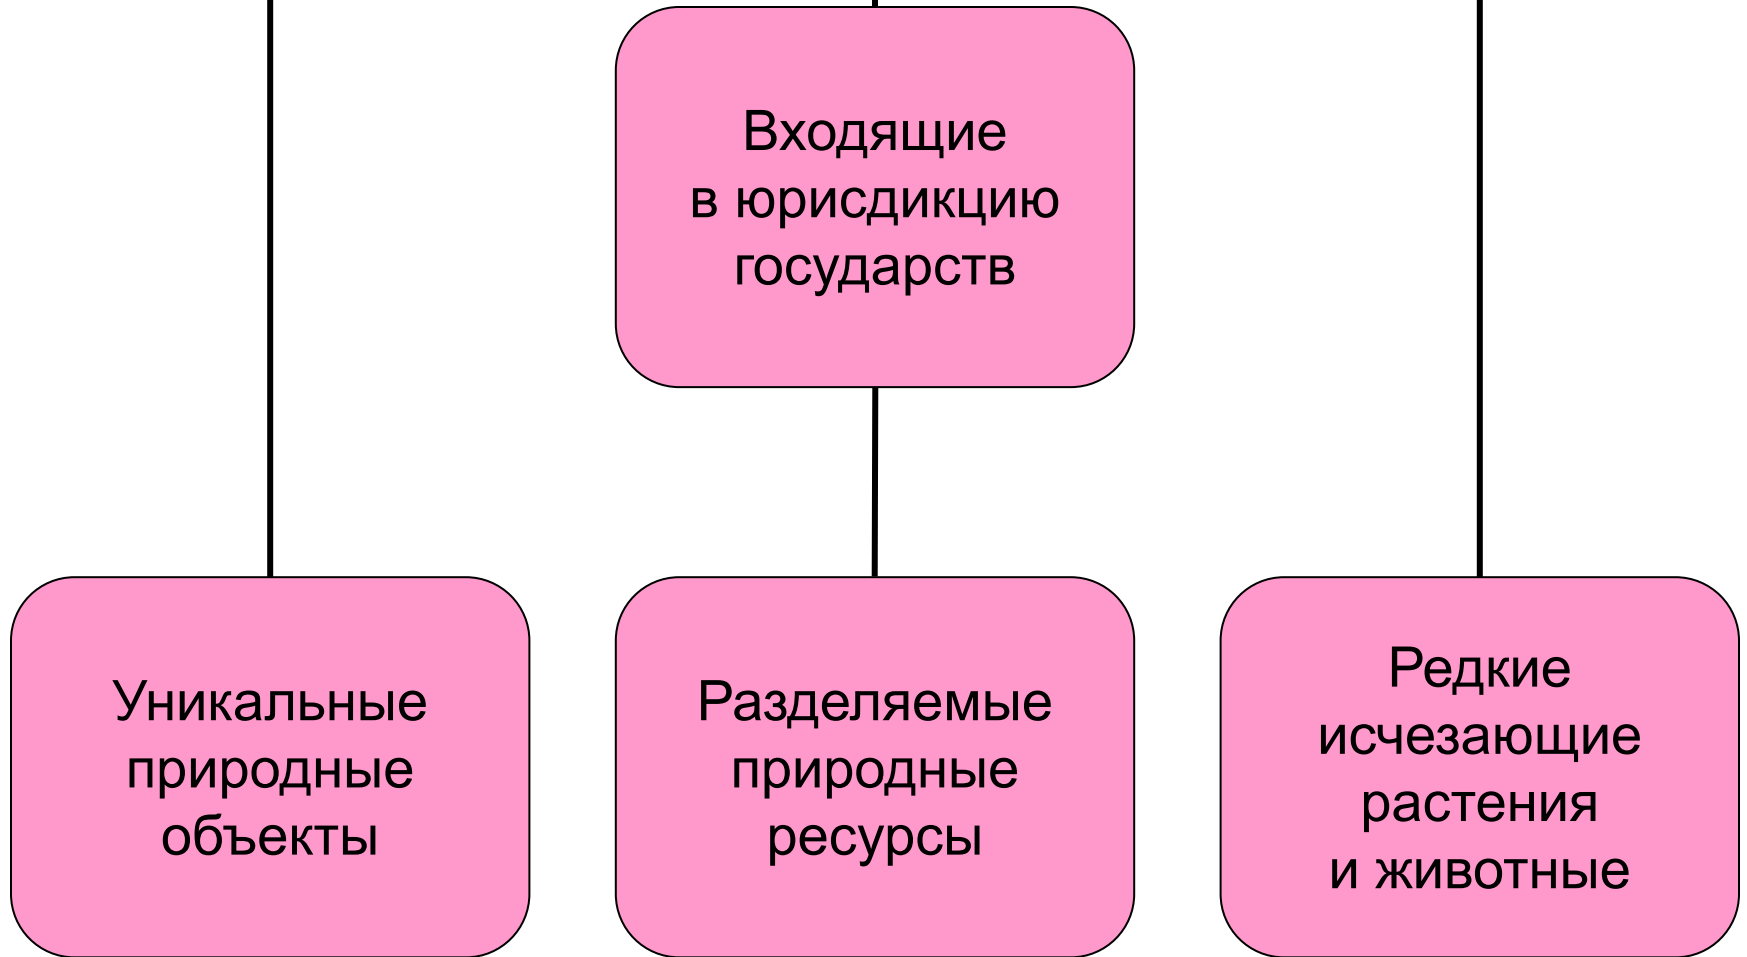 Входящие
в юрисдикцию
государств
Уникальные
природные
объекты
Разделяемые
природные
ресурсы
Редкие
исчезающие
растения
и животные